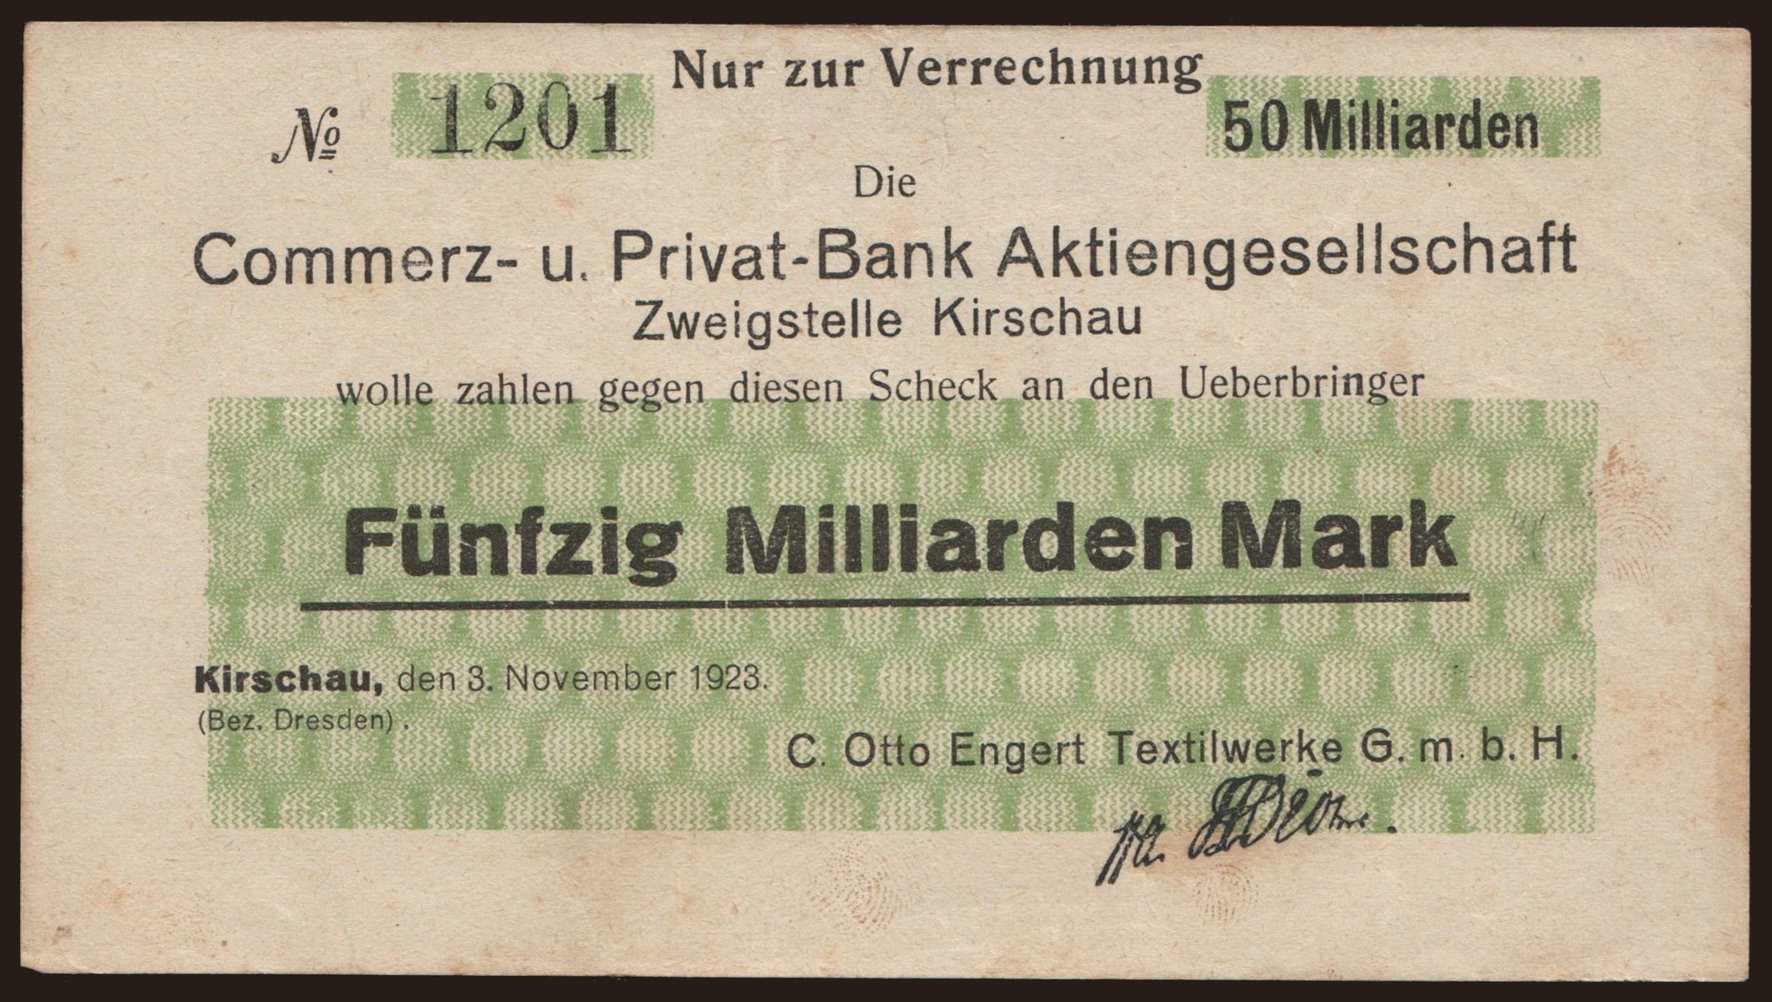 Nur zur Verrechnung
№ 1201
50 Milliarden
Die
Commerz- u. Privat-Bank Aktiengesellschaft
Zweigstelle Kirschau
wolle zahlen gegen diesen Scheck an den Ueberbringer
Fünfzig Milliarden Mark
Kirschau, den 3. November 1923.
(Bez. Dresden).
C. Otto Engert Textilwerke G. m. b. H.